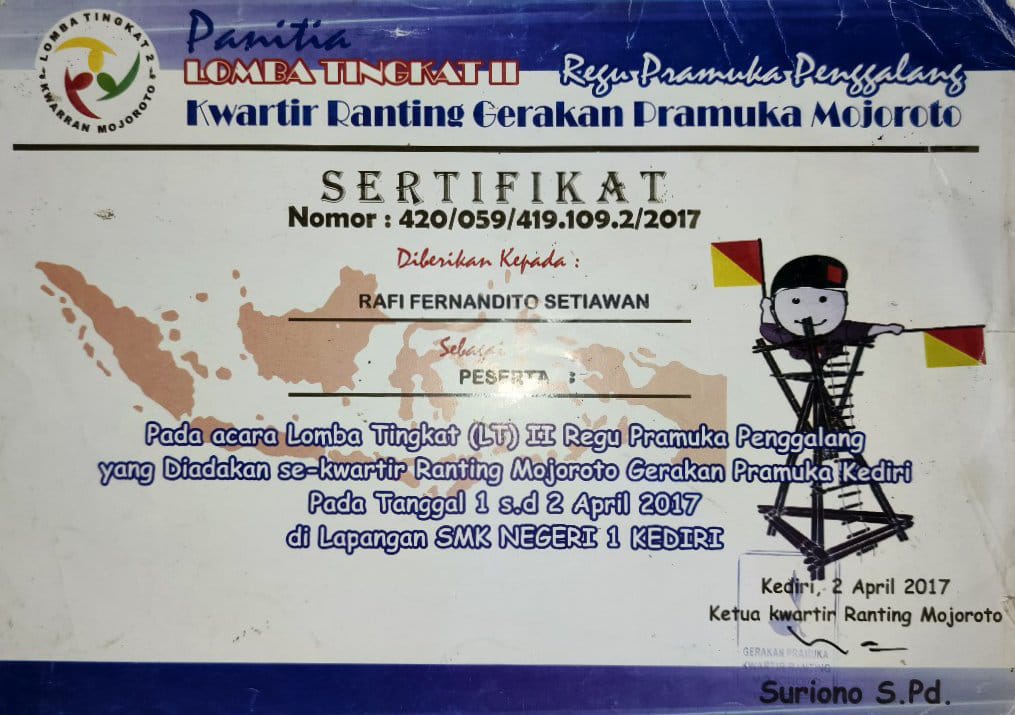 LOMBA TINGKAT 2
KWARRAN MOJOROTO
Panitia
LOMBA TINGKAT II Regu Pramuka Penggalang
Kwartir Ranting Gerakan Pramuka Mojoroto
SERTIFIKAT
Nomor : 420/059/419.109.2/2017
Diberikan Kepada :
RAFI FERNANDITO SETIAWAN
Sebagai
PESERTA :
Pada acara Lomba Tingkat (LT) II Regu Pramuka Penggalang
yang Diadakan se-kwartir Ranting Mojoroto Gerakan Pramuka Kediri
Pada Tanggal 1 s.d 2 April 2017
di Lapangan SMK NEGERI 1 KEDIRI
Kediri, 2 April 2017
Ketua kwartir Ranting Mojoroto
GERAKAN PRAMUKA
KWARTIR RANTING
Suriono S.Pd.